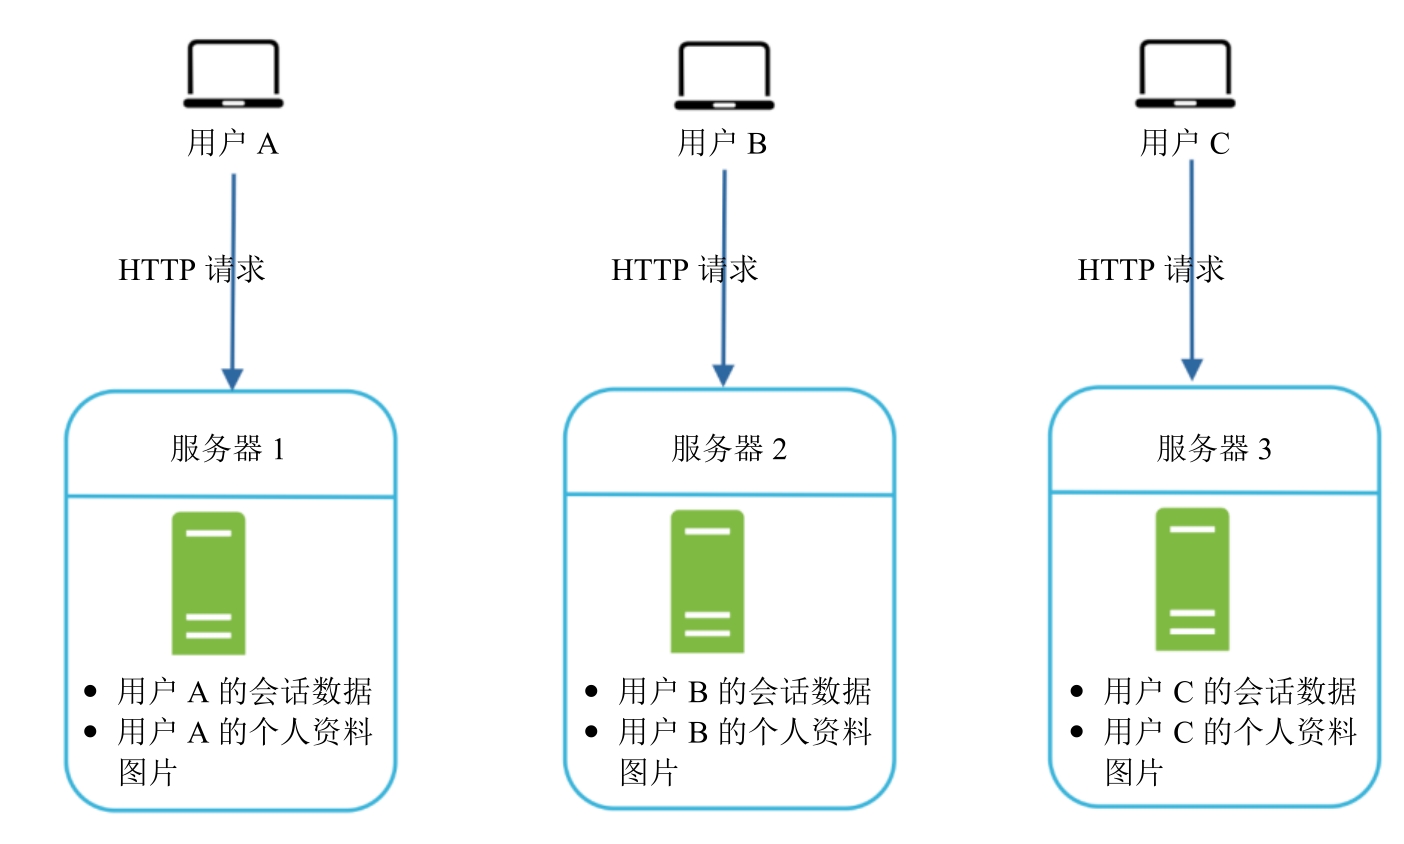 用户 A
用户 B
用户 C
HTTP 请求
HTTP 请求
HTTP 请求
服务器 1
服务器 2
服务器 3
• 用户 A 的会话数据
• 用户 A 的个人资料
图片
• 用户 B 的会话数据
• 用户 B 的个人资料
图片
• 用户 C 的会话数据
• 用户 C 的个人资料
图片